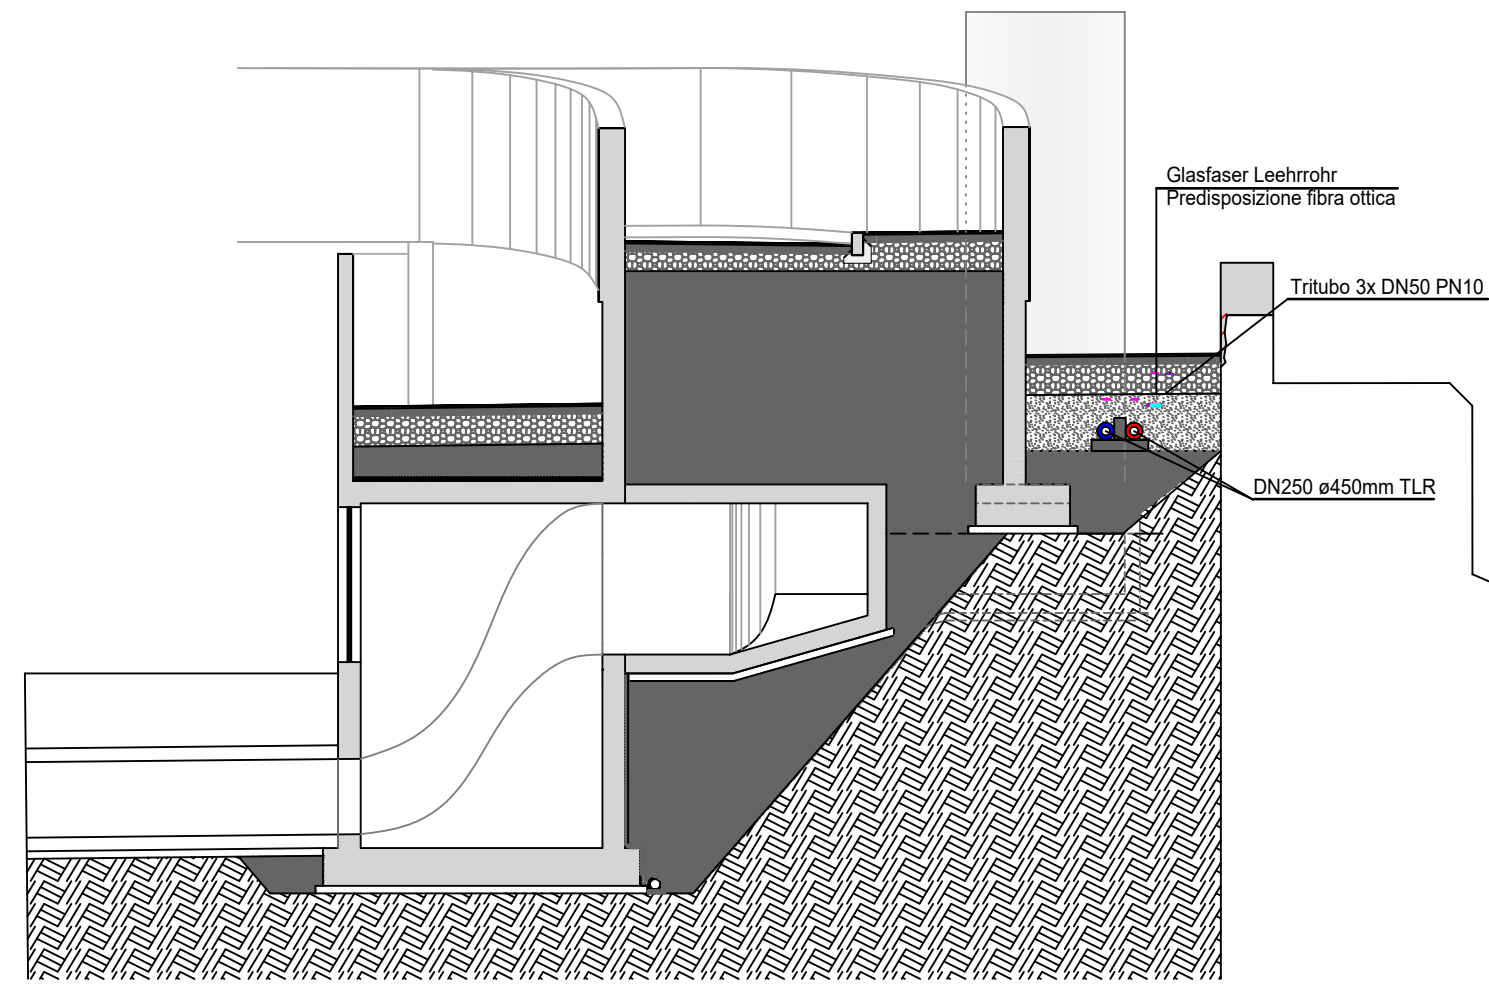 Glasfaser Leehrrohr
Predisposizione fibra ottica
Tritubo 3x DN50 PN10
DN250 ø450mm TLR